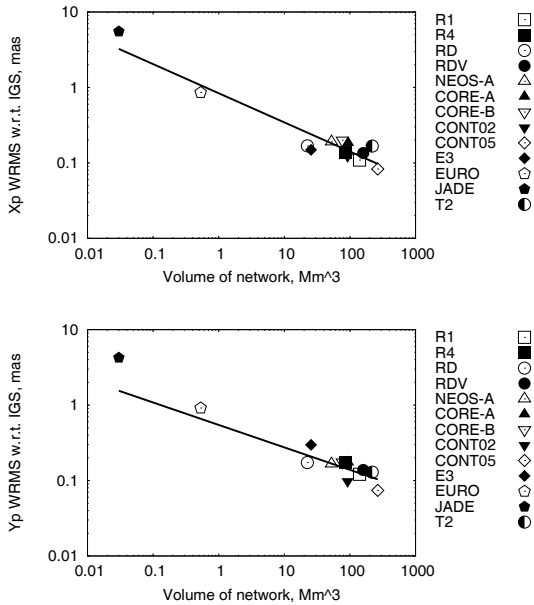 10
1
0.1
0.01
0.01
0.1
1
10
100
1000
Xp WRMS w.r.t. IGS, mas
Volume of network, Mm^3
R1
R4
RD
RDV
NEOS-A
CORE-A
CORE-B
CONT02
CONT05
E3
EURO
JADE
T2
10
1
0.1
0.01
0.01
0.1
1
10
100
1000
Yp WRMS w.r.t. IGS, mas
Volume of network, Mm^3
R1
R4
RD
RDV
NEOS-A
CORE-A
CORE-B
CONT02
CONT05
E3
EURO
JADE
T2